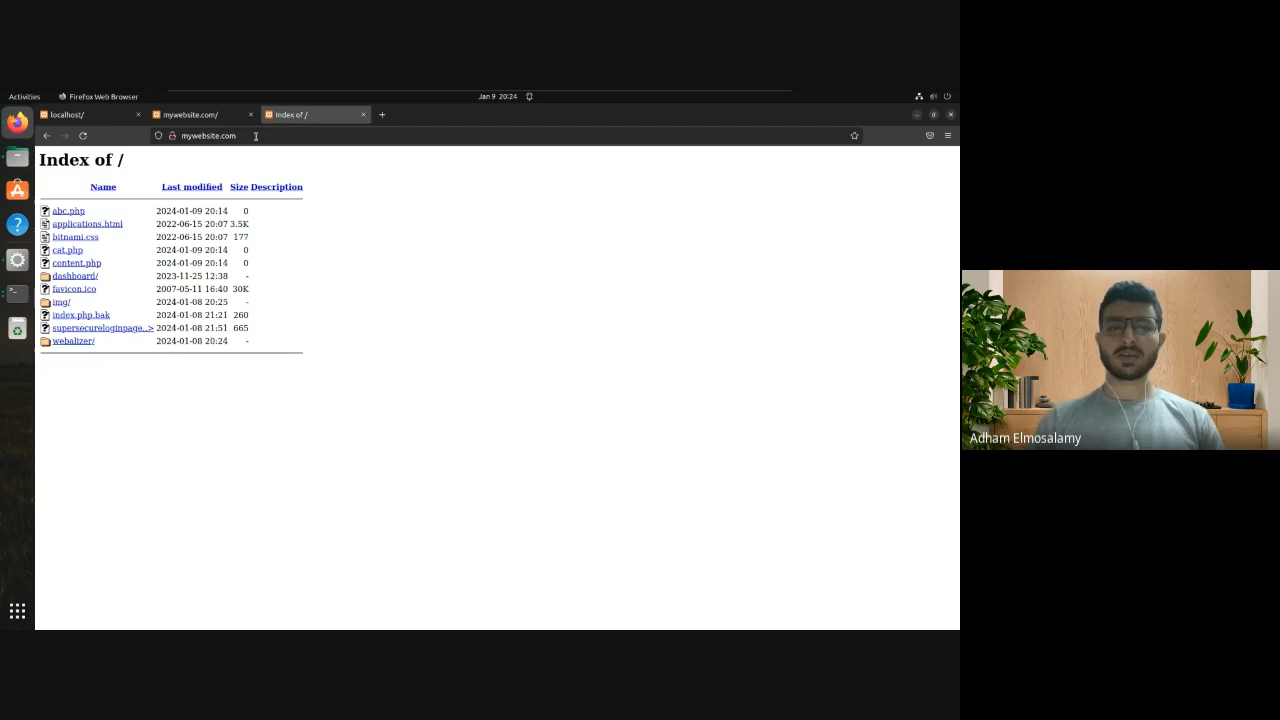 Activities Firefox Web Browser Jan 9 20:24
localhost/ mywebsite.com/ Index of /
mywebsite.com
Index of /
Name Last modified Size Description
abc.php 2024-01-09 20:14 0
applications.html 2022-06-15 20:07 3.5K
bitnami.css 2022-06-15 20:07 177
cat.php 2024-01-09 20:14 0
content.php 2024-01-09 20:14 0
dashboard/ 2023-11-25 12:38 -
favicon.ico 2007-05-11 16:40 30K
img/ 2024-01-08 20:25 -
index.php.bak 2024-01-08 21:21 260
supersecureloginpage..> 2024-01-08 21:51 665
webalizer/ 2024-01-08 20:24 -
Adham Elmosalamy